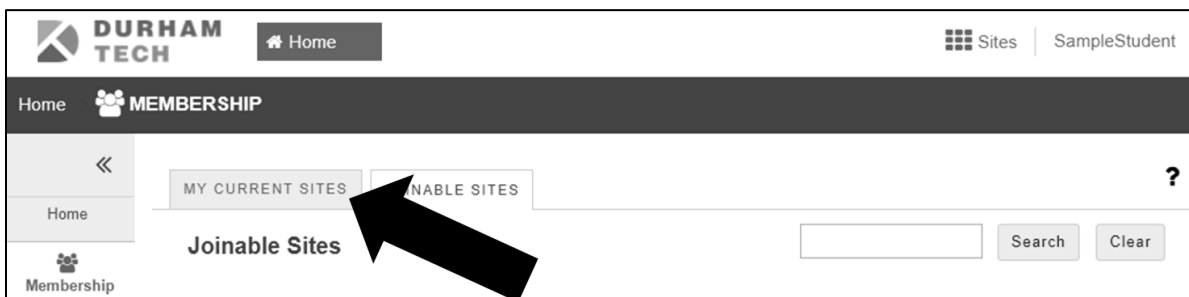 DURHAM
TECH
Home
Sites
SampleStudent
Home
MEMBERSHIP
«
MY CURRENT SITES
INABLE SITES
?
Home
Joinable Sites
Search
Clear
Membership